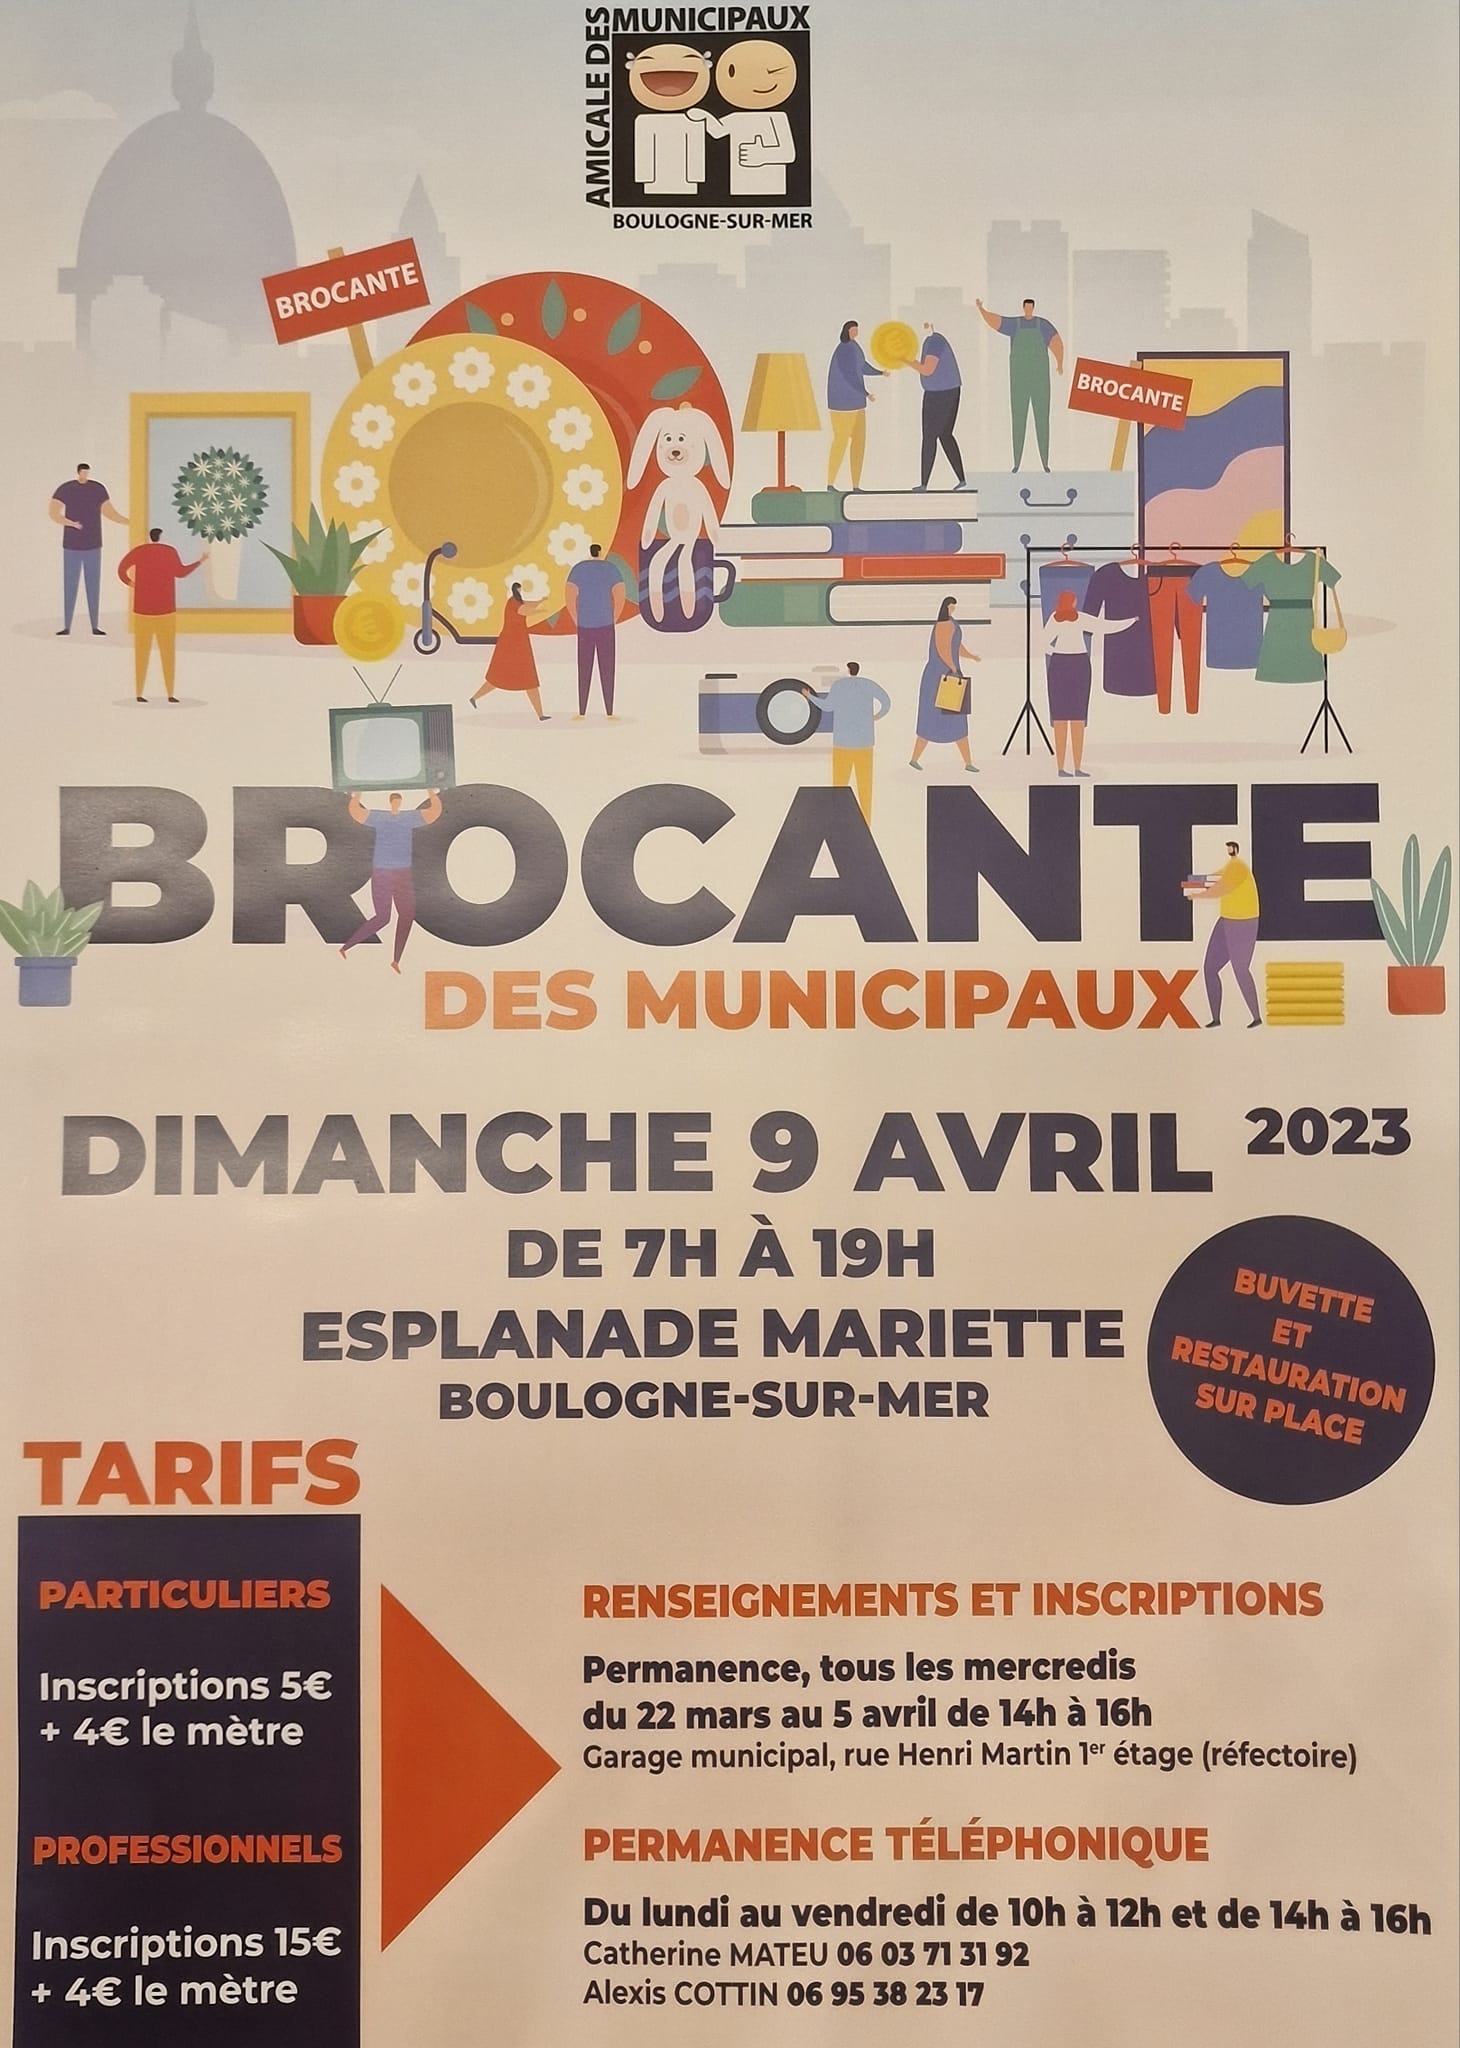 AMICALE DES
MUNICIPAUX
BOULOGNE-SUR-MER
BROCANTE
BROCANTE
BROCANTE
DES MUNICIPAUX
DIMANCHE 9 AVRIL 2023
DE 7H À 19H
ESPLANADE MARIETTE
BOULOGNE-SUR-MER
BUVETTE
ET
RESTAURATION
SUR PLACE
TARIFS
PARTICULIERS
Inscriptions 5€
+ 4€ le mètre
PROFESSIONNELS
Inscriptions 15€
+ 4€ le mètre
RENSEIGNEMENTS ET INSCRIPTIONS
Permanence, tous les mercredis
du 22 mars au 5 avril de 14h à 16h
Garage municipal, rue Henri Martin 1er étage (réfectoire)
PERMANENCE TÉLÉPHONIQUE
Du lundi au vendredi de 10h à 12h et de 14h à 16h
Catherine MATEU 06 03 71 31 92
Alexis COTTIN 06 95 38 23 17